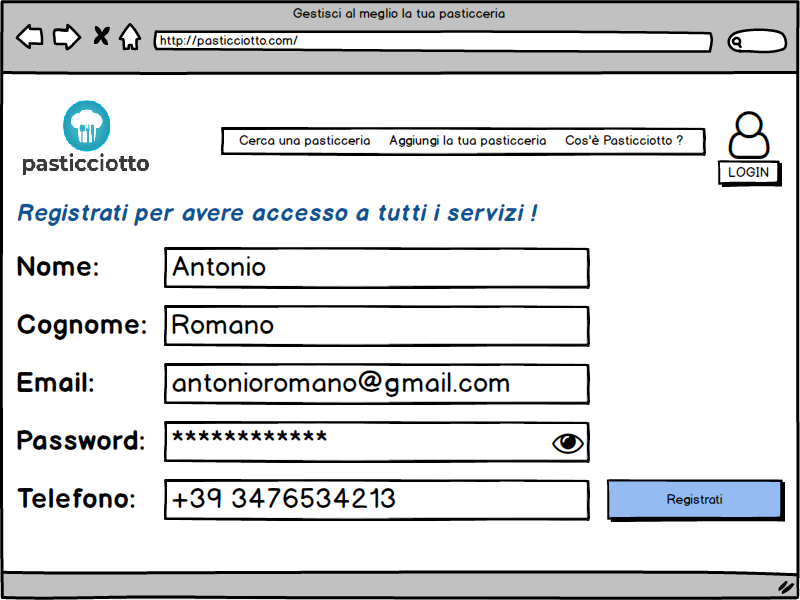 Gestisci al meglio la tua pasticceria
http://pasticciotto.com/
pasticciotto
Cerca una pasticceria Aggiungi la tua pasticceria Cos'è Pasticciotto ?
LOGIN
Registrati per avere accesso a tutti i servizi !
Nome: Antonio
Cognome: Romano
Email: antonioromano@gmail.com
Password: ************
Telefono: +39 3476534213
Registrati